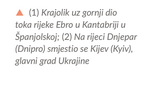 ▲ (1) Krajolik uz gornji dio
toka rijeke Ebro u Kantabriji u
Španjolskoj; (2) Na rijeci Dnjepar
(Dnipro) smjestio se Kijev (Kyiv),
glavni grad Ukrajine